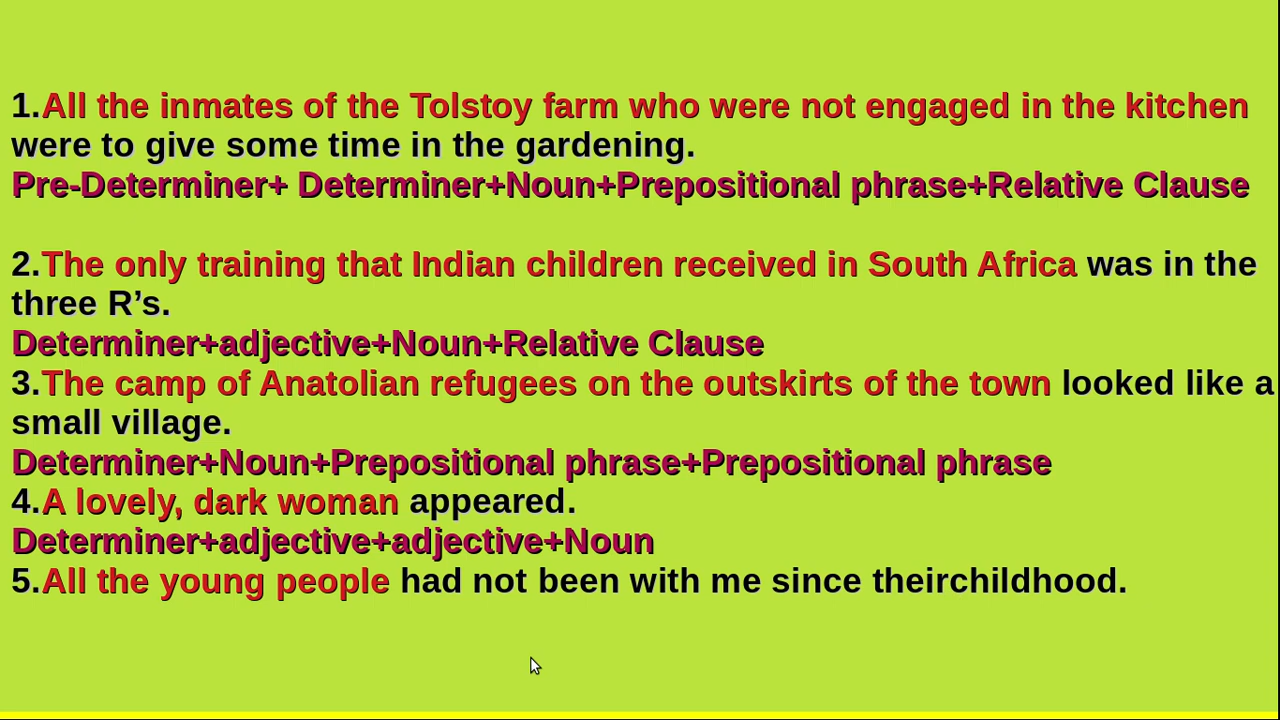 1.All the inmates of the Tolstoy farm who were not engaged in the kitchen
were to give some time in the gardening.
Pre-Determiner+ Determiner+Noun+Prepositional phrase+Relative Clause
2.The only training that Indian children received in South Africa was in the
three R’s.
Determiner+adjective+Noun+Relative Clause
3.The camp of Anatolian refugees on the outskirts of the town looked like a
small village.
Determiner+Noun+Prepositional phrase+Prepositional phrase
4.A lovely, dark woman appeared.
Determiner+adjective+adjective+Noun
5.All the young people had not been with me since theirchildhood.